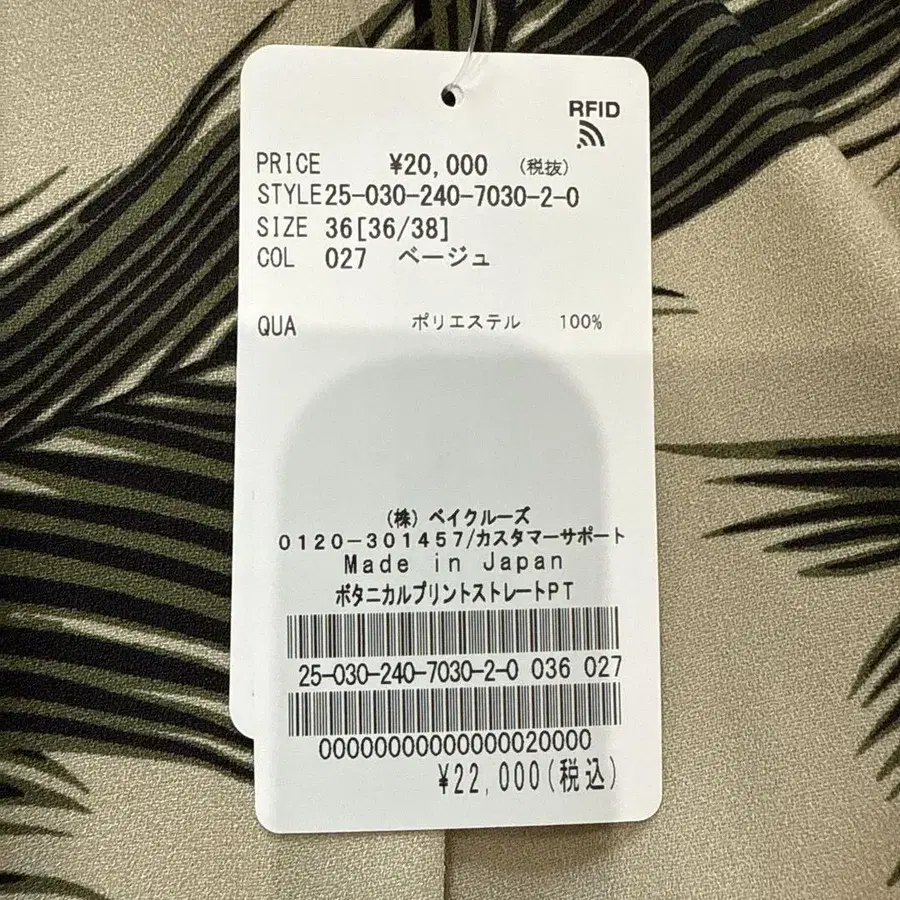 RFID
PRICE ¥20,000 (税抜)
STYLE25-030-240-7030-2-0
SIZE 36[36/38]
COL 027 ベージュ
QUA ポリエステル 100%
(株) ベイクルーズ
0120-301457/カスタマーサポート
Made in Japan
ボタニカルプリントストレートPT
25-030-240-7030-2-0 036 027
00000000000000020000
¥22,000(税込)